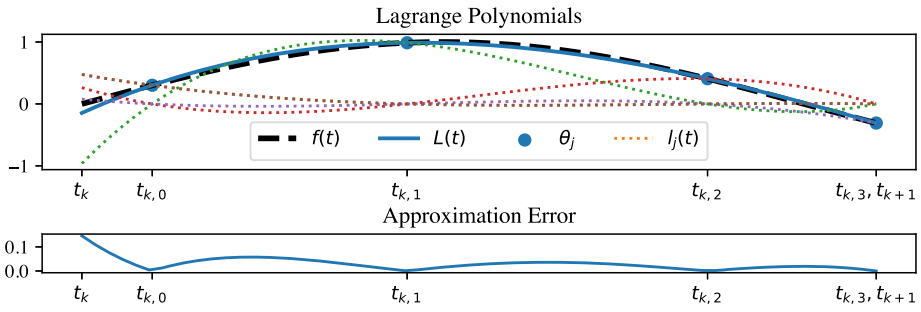 Lagrange Polynomials
1
0
−1
f(t) L(t) θ_j l_j(t)
t_k t_{k,0} t_{k,1} t_{k,2} t_{k,3}, t_{k+1}
Approximation Error
0.1
0.0
t_k t_{k,0} t_{k,1} t_{k,2} t_{k,3}, t_{k+1}